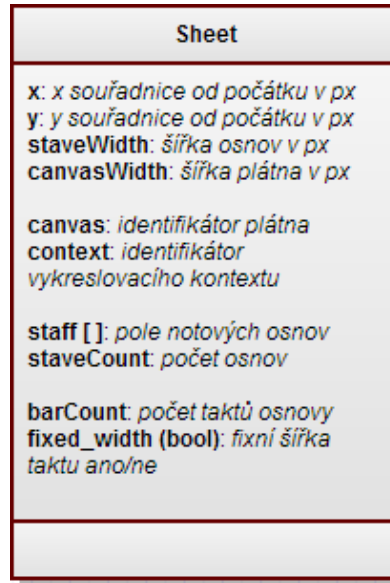 Sheet
x: x souřadnice od počátku v px
y: y souřadnice od počátku v px
staveWidth: šířka osnov v px
canvasWidth: šířka plátna v px
canvas: identifikátor plátna
context: identifikátor
vykreslovacího kontextu
staff [ ]: pole notových osnov
staveCount: počet osnov
barCount: počet taktů osnovy
fixed_width (bool): fixní šířka
taktu ano/ne